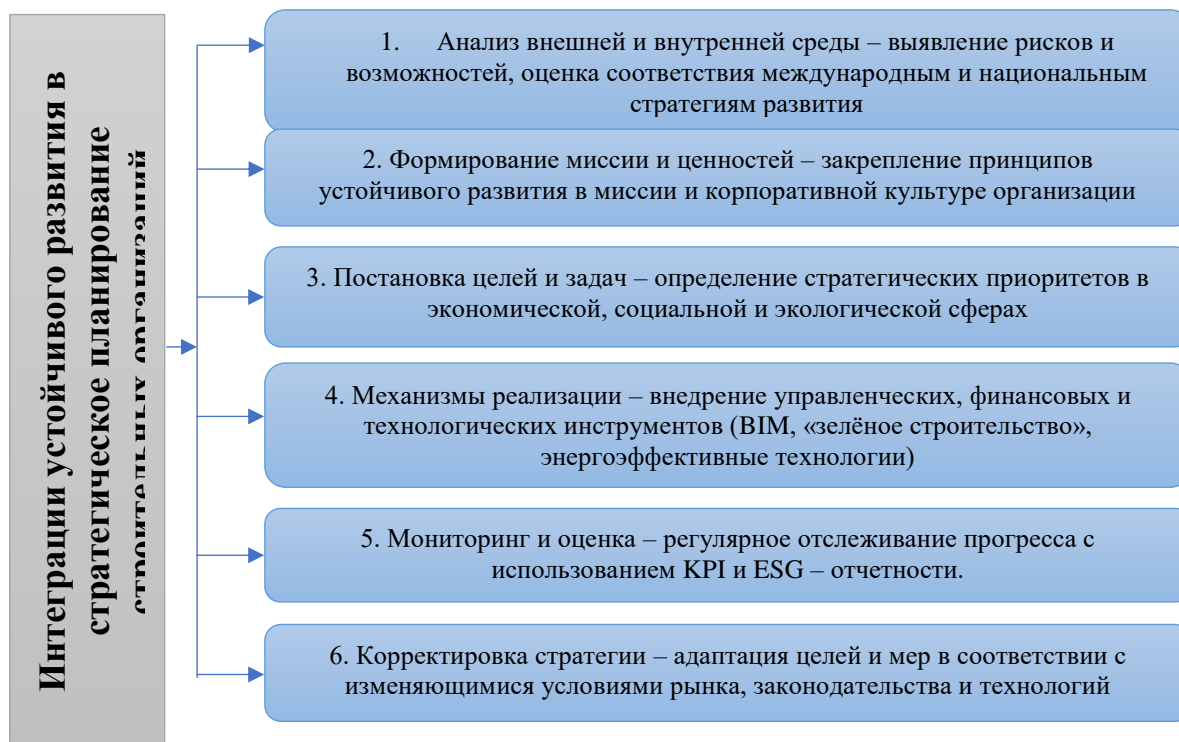 Интеграции устойчивого развития в
стратегическое планирование
строительных организаций
1. Анализ внешней и внутренней среды – выявление рисков и
возможностей, оценка соответствия международным и национальным
стратегиям развития
2. Формирование миссии и ценностей – закрепление принципов
устойчивого развития в миссии и корпоративной культуре организации
3. Постановка целей и задач – определение стратегических приоритетов в
экономической, социальной и экологической сферах
4. Механизмы реализации – внедрение управленческих, финансовых и
технологических инструментов (BIM, «зелёное строительство»,
энергоэффективные технологии)
5. Мониторинг и оценка – регулярное отслеживание прогресса с
использованием KPI и ESG – отчетности.
6. Корректировка стратегии – адаптация целей и мер в соответствии с
изменяющимися условиями рынка, законодательства и технологий